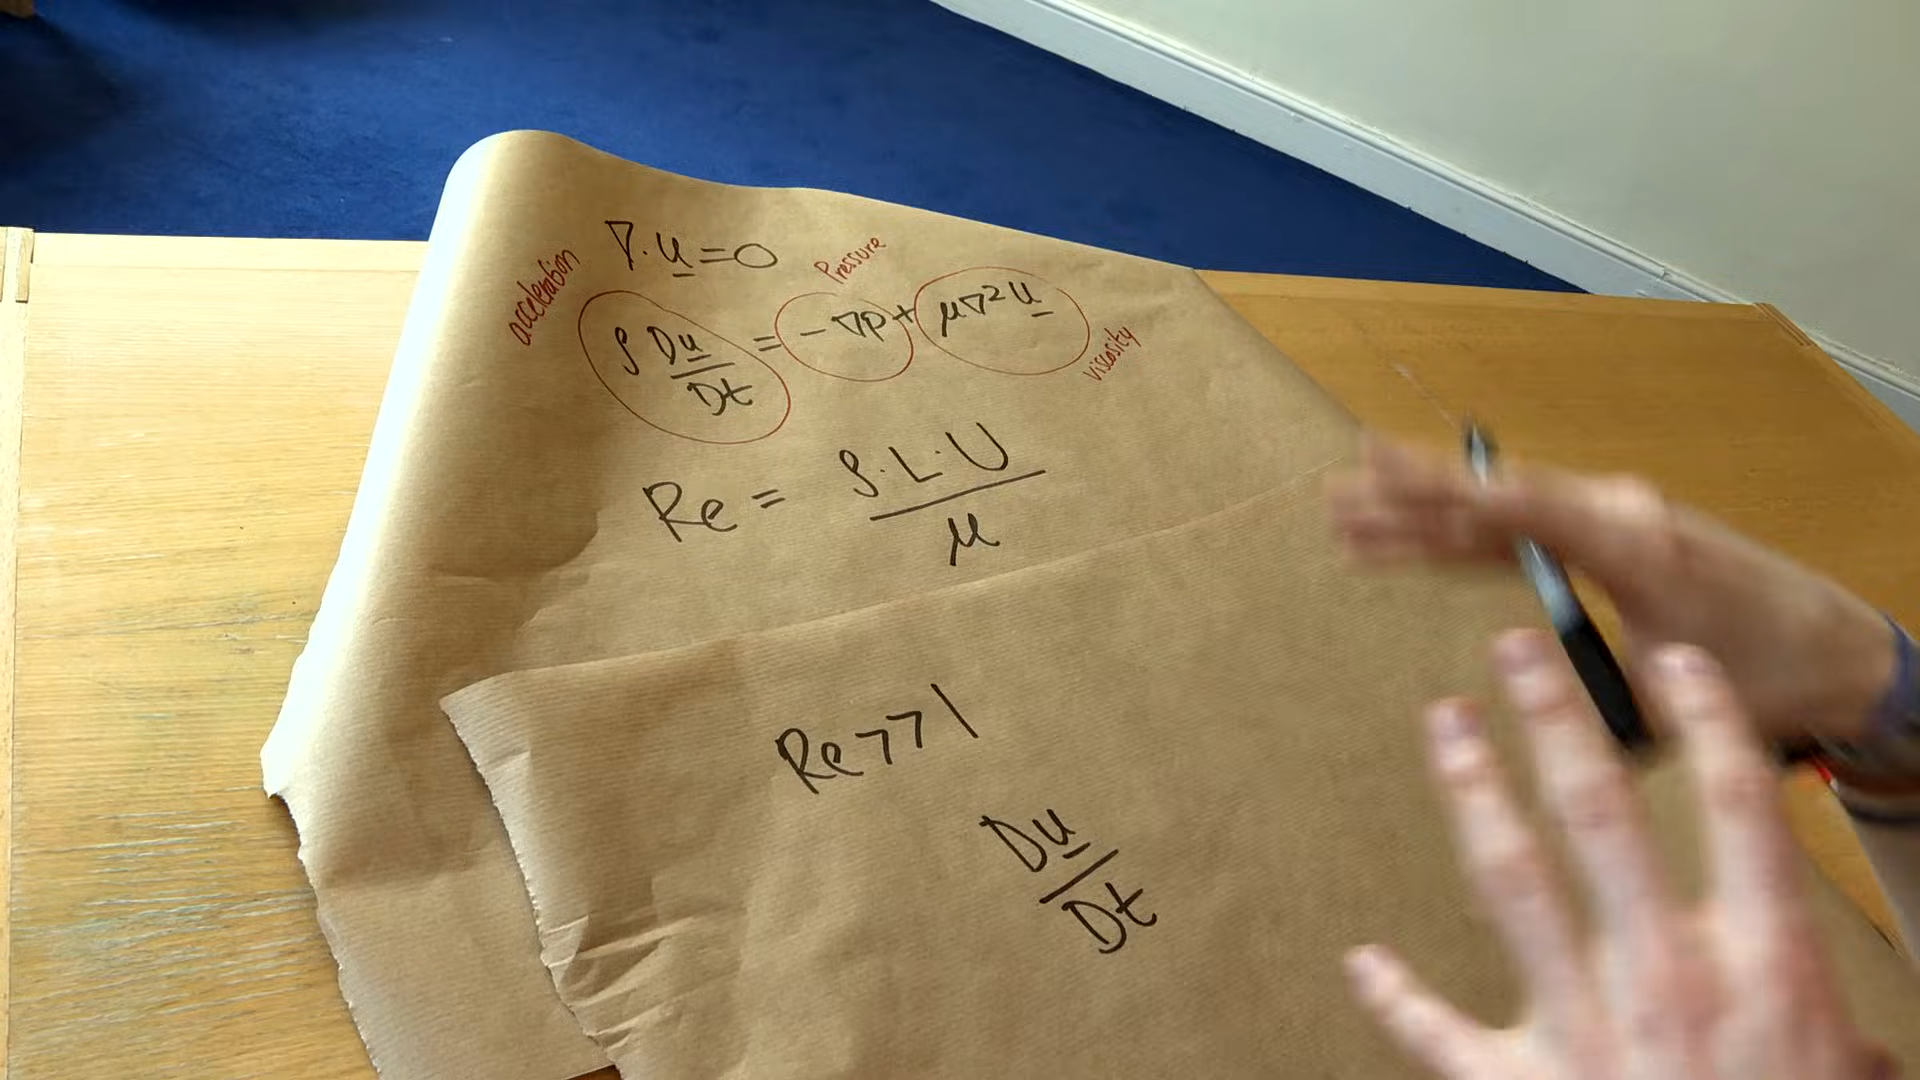 ∇·u=0
acceleration
Pressure
ρ Du/Dt = -∇p + μ∇²u
viscosity
Re = ρ·L·U/μ
Re>>1
Du/Dt